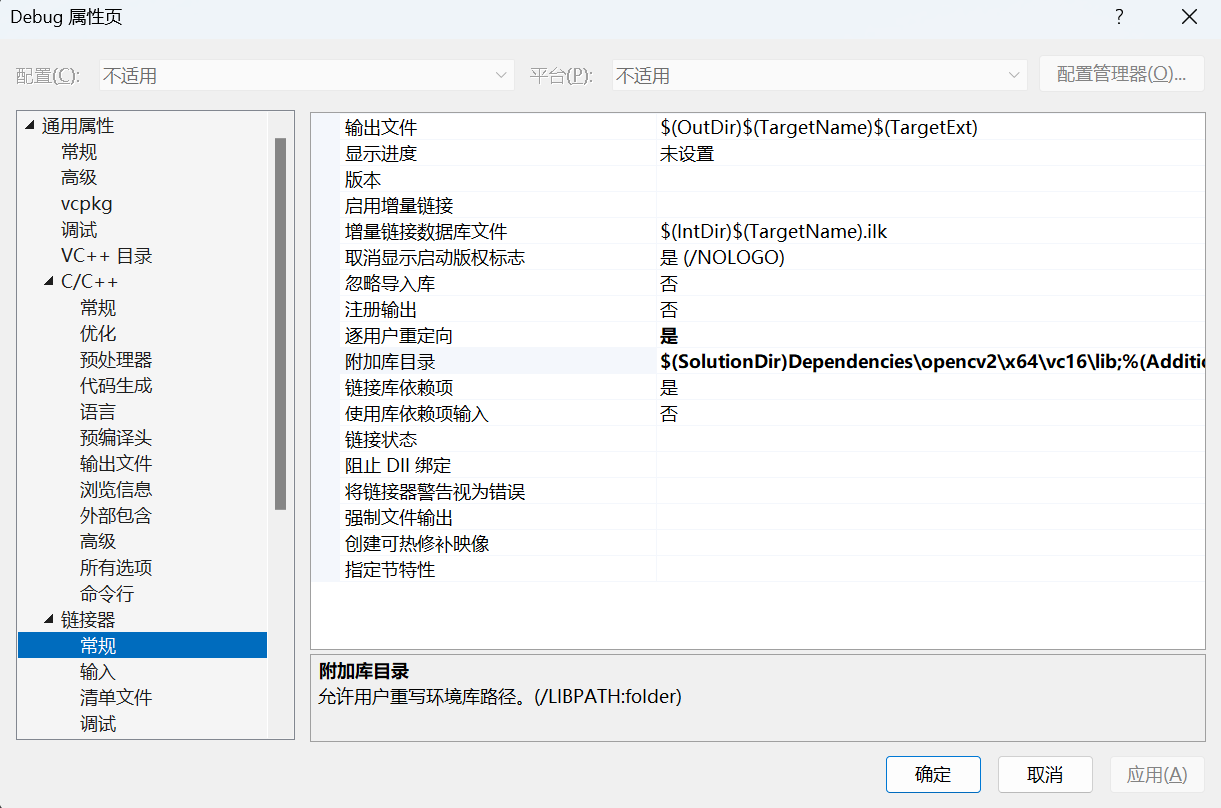 Debug 属性页
?
配置(C): 不适用 平台(P): 不适用 配置管理器(O)...
通用属性
常规
高级
vcpkg
调试
VC++ 目录
C/C++
常规
优化
预处理器
代码生成
语言
预编译头
输出文件
浏览信息
外部包含
高级
所有选项
命令行
链接器
常规
输入
清单文件
调试
输出文件 $(OutDir)$(TargetName)$(TargetExt)
显示进度 未设置
版本
启用增量链接
增量链接数据库文件 $(IntDir)$(TargetName).ilk
取消显示启动版权标志 是 (/NOLOGO)
忽略导入库 否
注册输出 否
逐用户重定向 是
附加库目录 $(SolutionDir)Dependencies\opencv2\x64\vc16\lib;%(Additio
链接库依赖项 是
使用库依赖项输入 否
链接状态
阻止 Dll 绑定
将链接器警告视为错误
强制文件输出
创建可热修补映像
指定节特性
附加库目录
允许用户重写环境库路径。(/LIBPATH:folder)
确定 取消 应用(A)